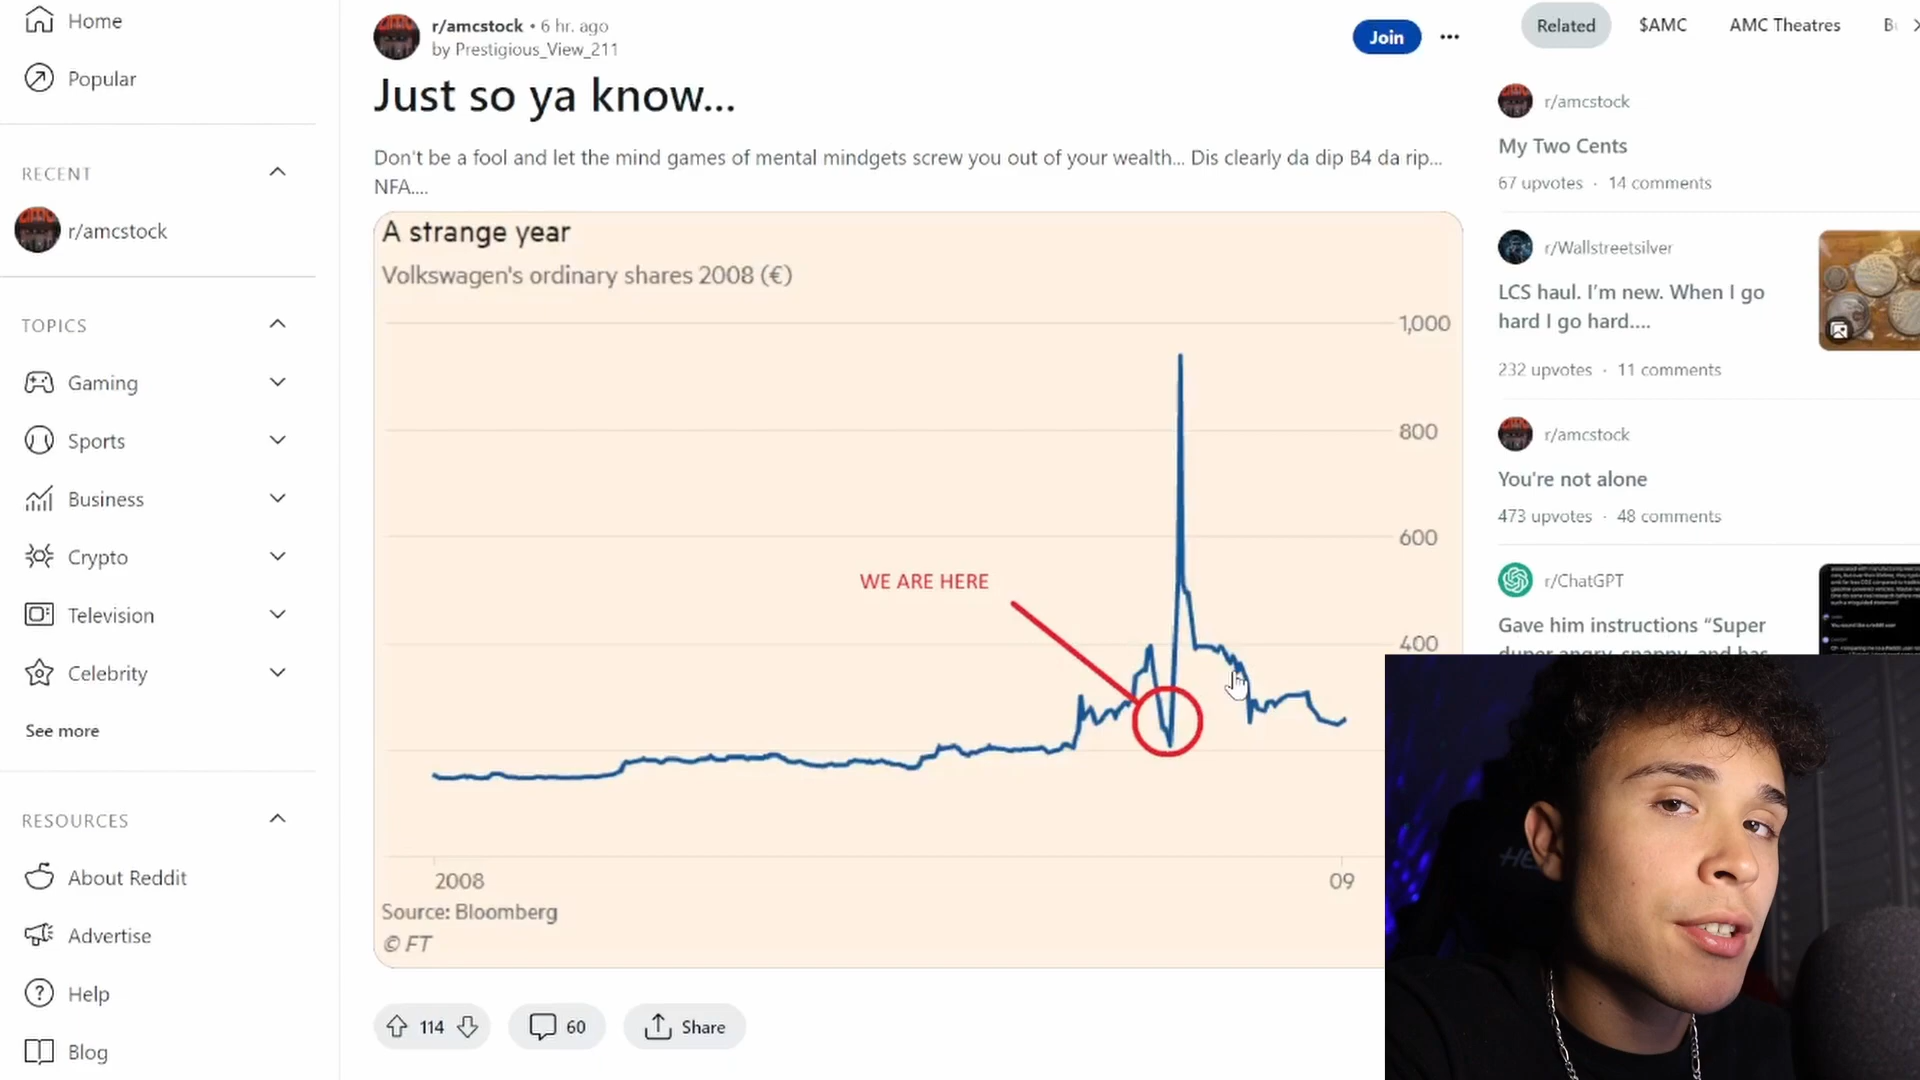 Home
Popular
RECENT
r/amcstock
TOPICS
Gaming
Sports
Business
Crypto
Television
Celebrity
See more
RESOURCES
About Reddit
Advertise
Help
Blog
r/amcstock • 6 hr. ago
by Prestigious_View_211
Join
Just so ya know...
Don't be a fool and let the mind games of mental mindgets screw you out of your wealth... Dis clearly da dip B4 da rip...
NFA....
A strange year
Volkswagen's ordinary shares 2008 (€)
1,000
800
600
400
WE ARE HERE
2008
09
Source: Bloomberg
© FT
114
60
Share
Related
$AMC
AMC Theatres
r/amcstock
My Two Cents
67 upvotes · 14 comments
r/Wallstreetsilver
LCS haul. I'm new. When I go
hard I go hard....
232 upvotes · 11 comments
r/amcstock
You're not alone
473 upvotes · 48 comments
r/ChatGPT
Gave him instructions “Super
duper angry, snappy, and has